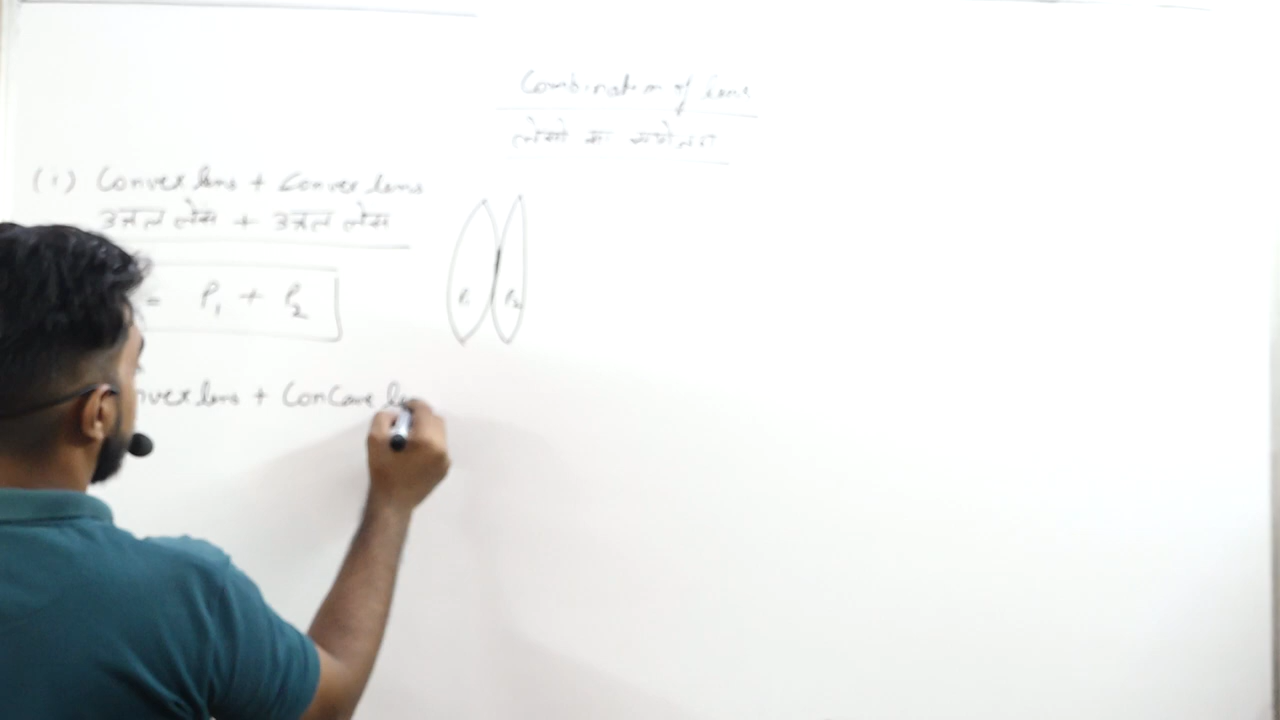 Combination of lens
लेंसो का संयोजन
(1) Convex lens + Convex lens
उत्तल लेंस + उत्तल लेंस
= P1 + P2
P1 P2
nvex lens + Concave le